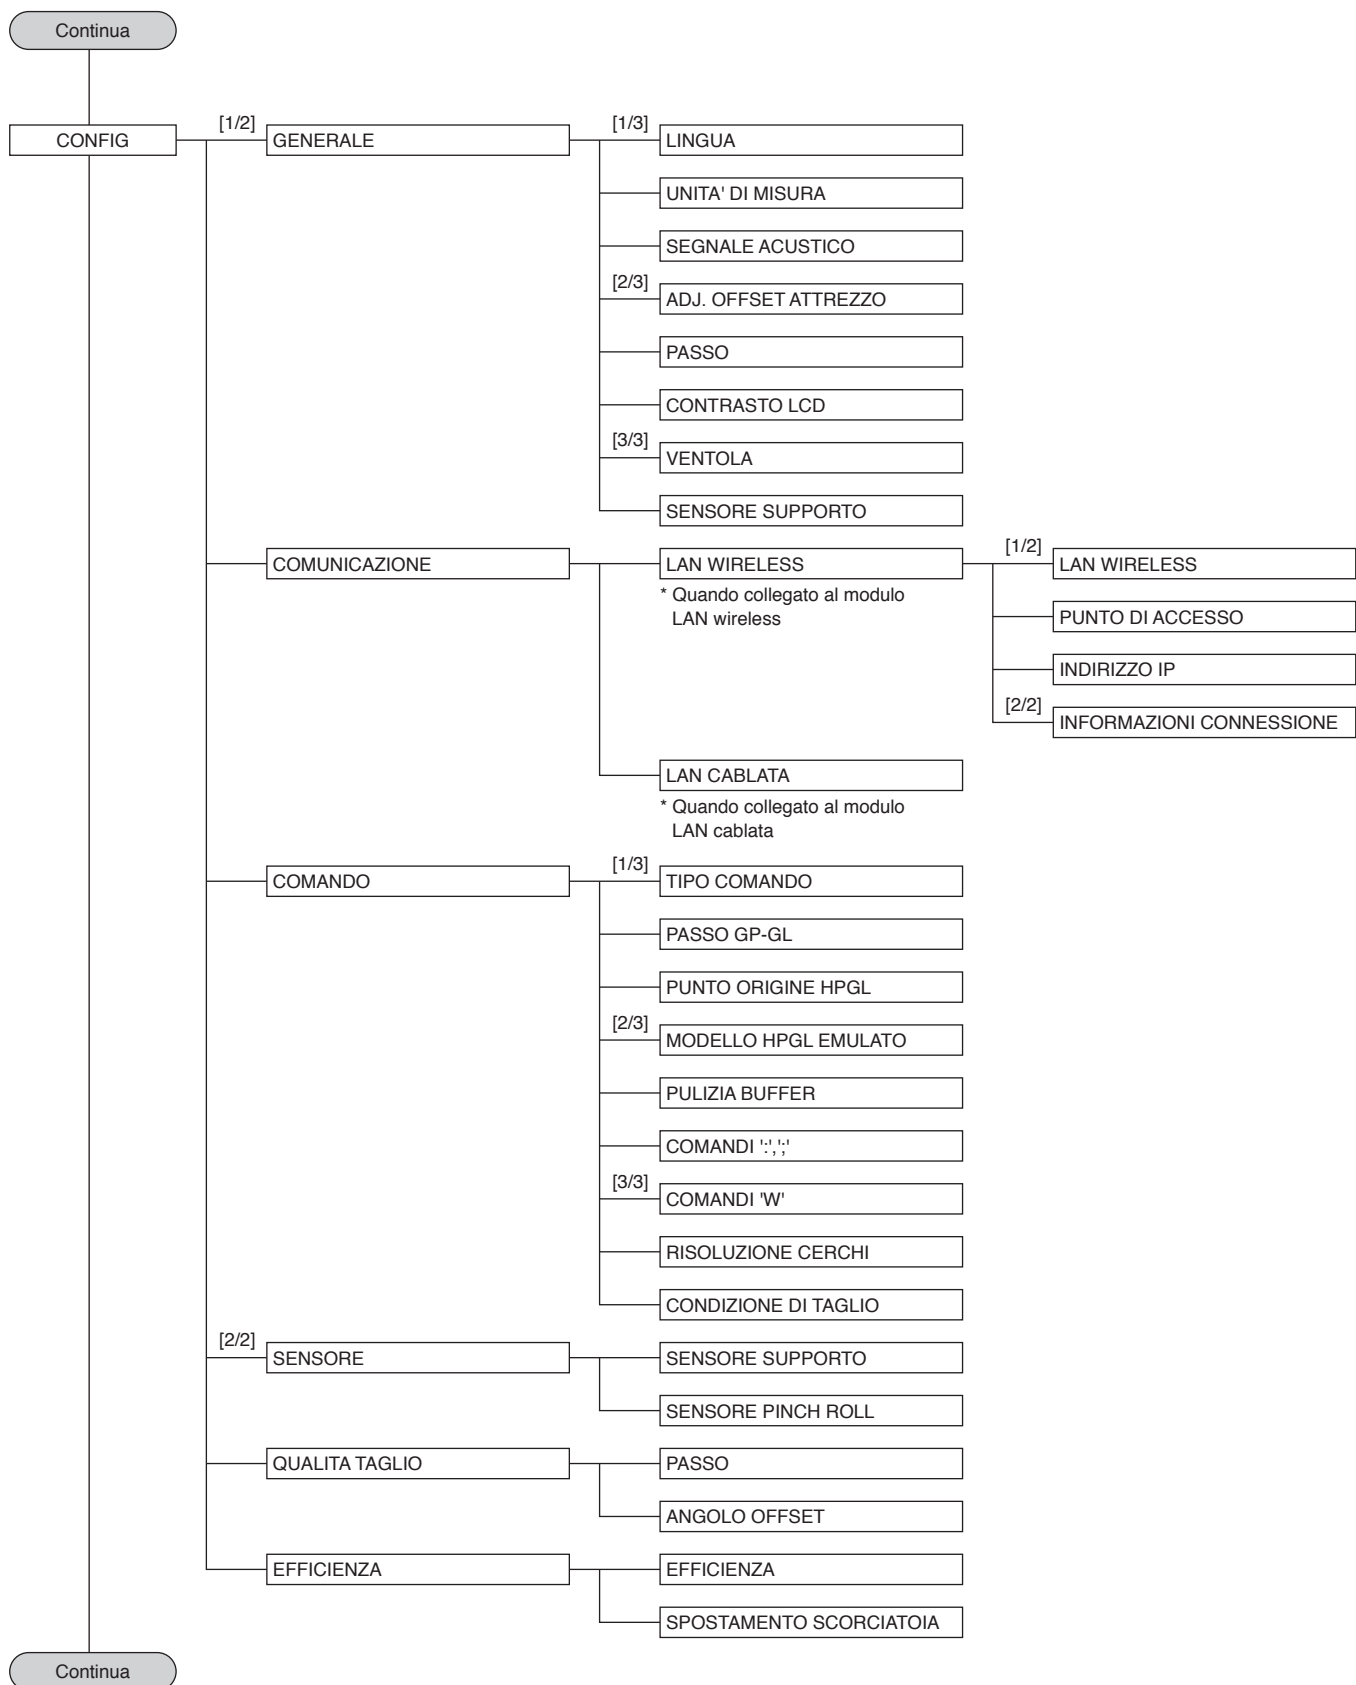 Continua
CONFIG
[1/2]
GENERALE
[1/3]
LINGUA
UNITA' DI MISURA
SEGNALE ACUSTICO
[2/3]
ADJ. OFFSET ATTREZZO
PASSO
CONTRASTO LCD
[3/3]
VENTOLA
SENSORE SUPPORTO
COMUNICAZIONE
LAN WIRELESS
* Quando collegato al modulo
LAN wireless
[1/2]
LAN WIRELESS
PUNTO DI ACCESSO
INDIRIZZO IP
[2/2]
INFORMAZIONI CONNESSIONE
LAN CABLATA
* Quando collegato al modulo
LAN cablata
COMANDO
[1/3]
TIPO COMANDO
PASSO GP-GL
PUNTO ORIGINE HPGL
[2/3]
MODELLO HPGL EMULATO
PULIZIA BUFFER
COMANDI ':',';'
[3/3]
COMANDI 'W'
RISOLUZIONE CERCHI
CONDIZIONE DI TAGLIO
[2/2]
SENSORE
SENSORE SUPPORTO
SENSORE PINCH ROLL
QUALITA TAGLIO
PASSO
ANGOLO OFFSET
EFFICIENZA
EFFICIENZA
SPOSTAMENTO SCORCIATOIA
Continua